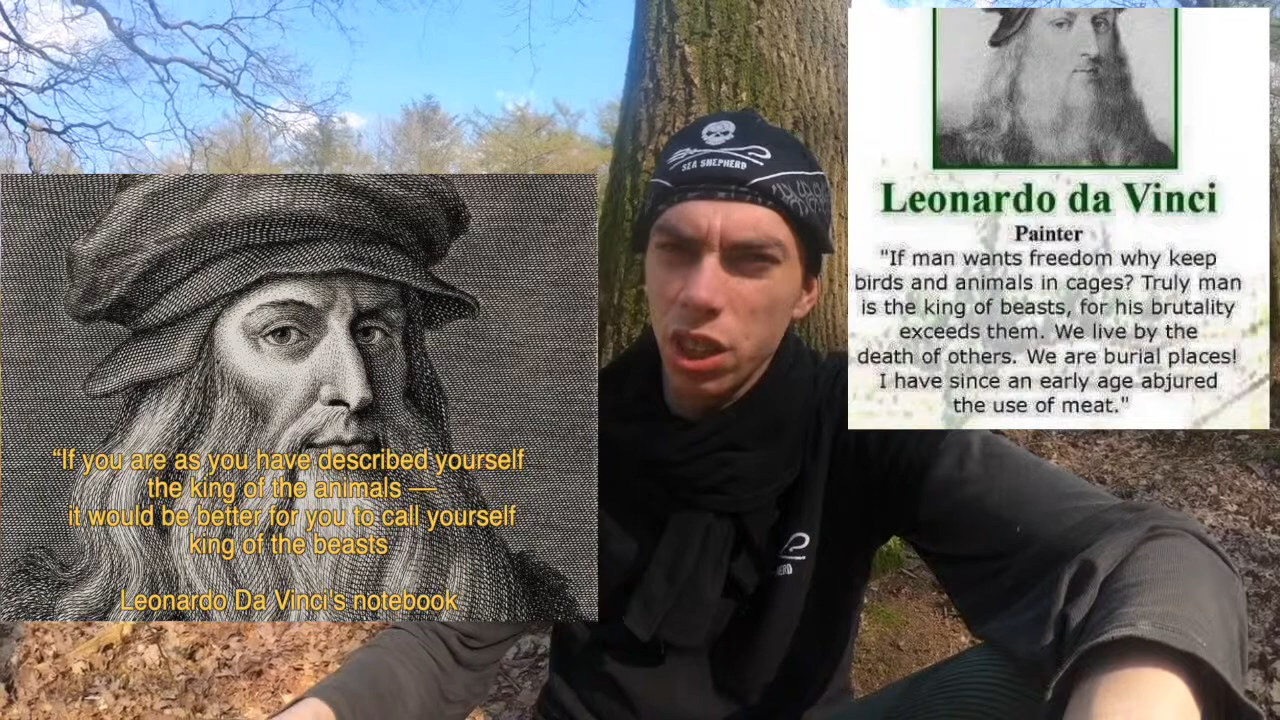 SEA SHEPHERD
Leonardo da Vinci
Painter
"If man wants freedom why keep
birds and animals in cages? Truly man
is the king of beasts, for his brutality
exceeds them. We live by the
death of others. We are burial places!
I have since an early age abjured
the use of meat."
“If you are as you have described yourself
the king of the animals —
it would be better for you to call yourself
king of the beasts
Leonardo Da Vinci's notebook
ERD